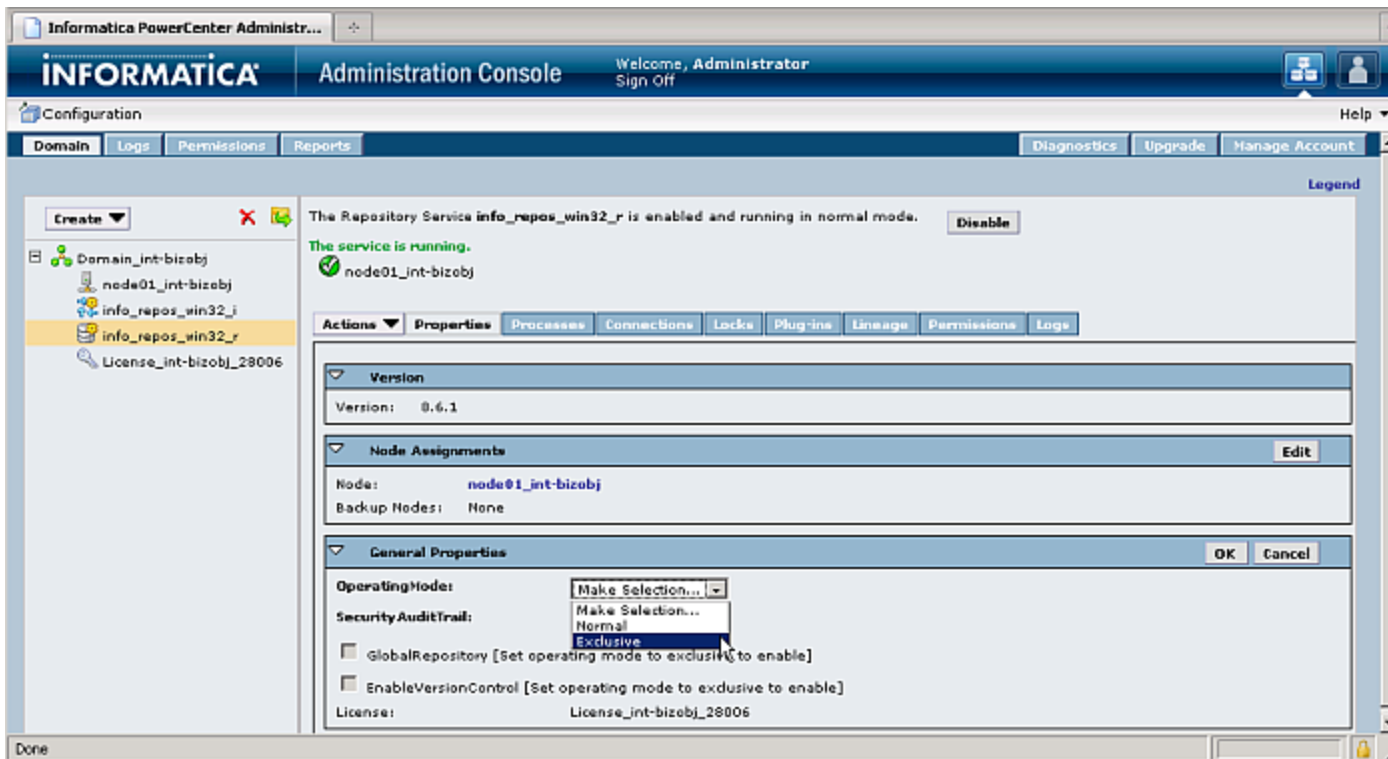 Informatica PowerCenter Administr...
INFORMATICA
Administration Console
Welcome, Administrator
Sign Off
Configuration
Help
Domain Logs Permissions Reports Diagnostics Upgrade Manage Account
Legend
Create
The Repository Service info_repos_win32_r is enabled and running in normal mode. Disable
The service is running.
node01_int-bizobj
Domain_int-bizobj
node01_int-bizobj
info_repos_win32_i
info_repos_win32_r
License_int-bizobj_28006
Actions Properties Processes Connections Locks Plug-ins Lineage Permissions Logs
Version
Version: 8.6.1
Node Assignments Edit
Node: node01_int-bizobj
Backup Nodes: None
General Properties OK Cancel
OperatingMode: Make Selection...
Make Selection...
Normal
Exclusive
SecurityAuditTrail:
GlobalRepository [Set operating mode to exclusive to enable]
EnableVersionControl [Set operating mode to exclusive to enable]
License: License_int-bizobj_28006
Done